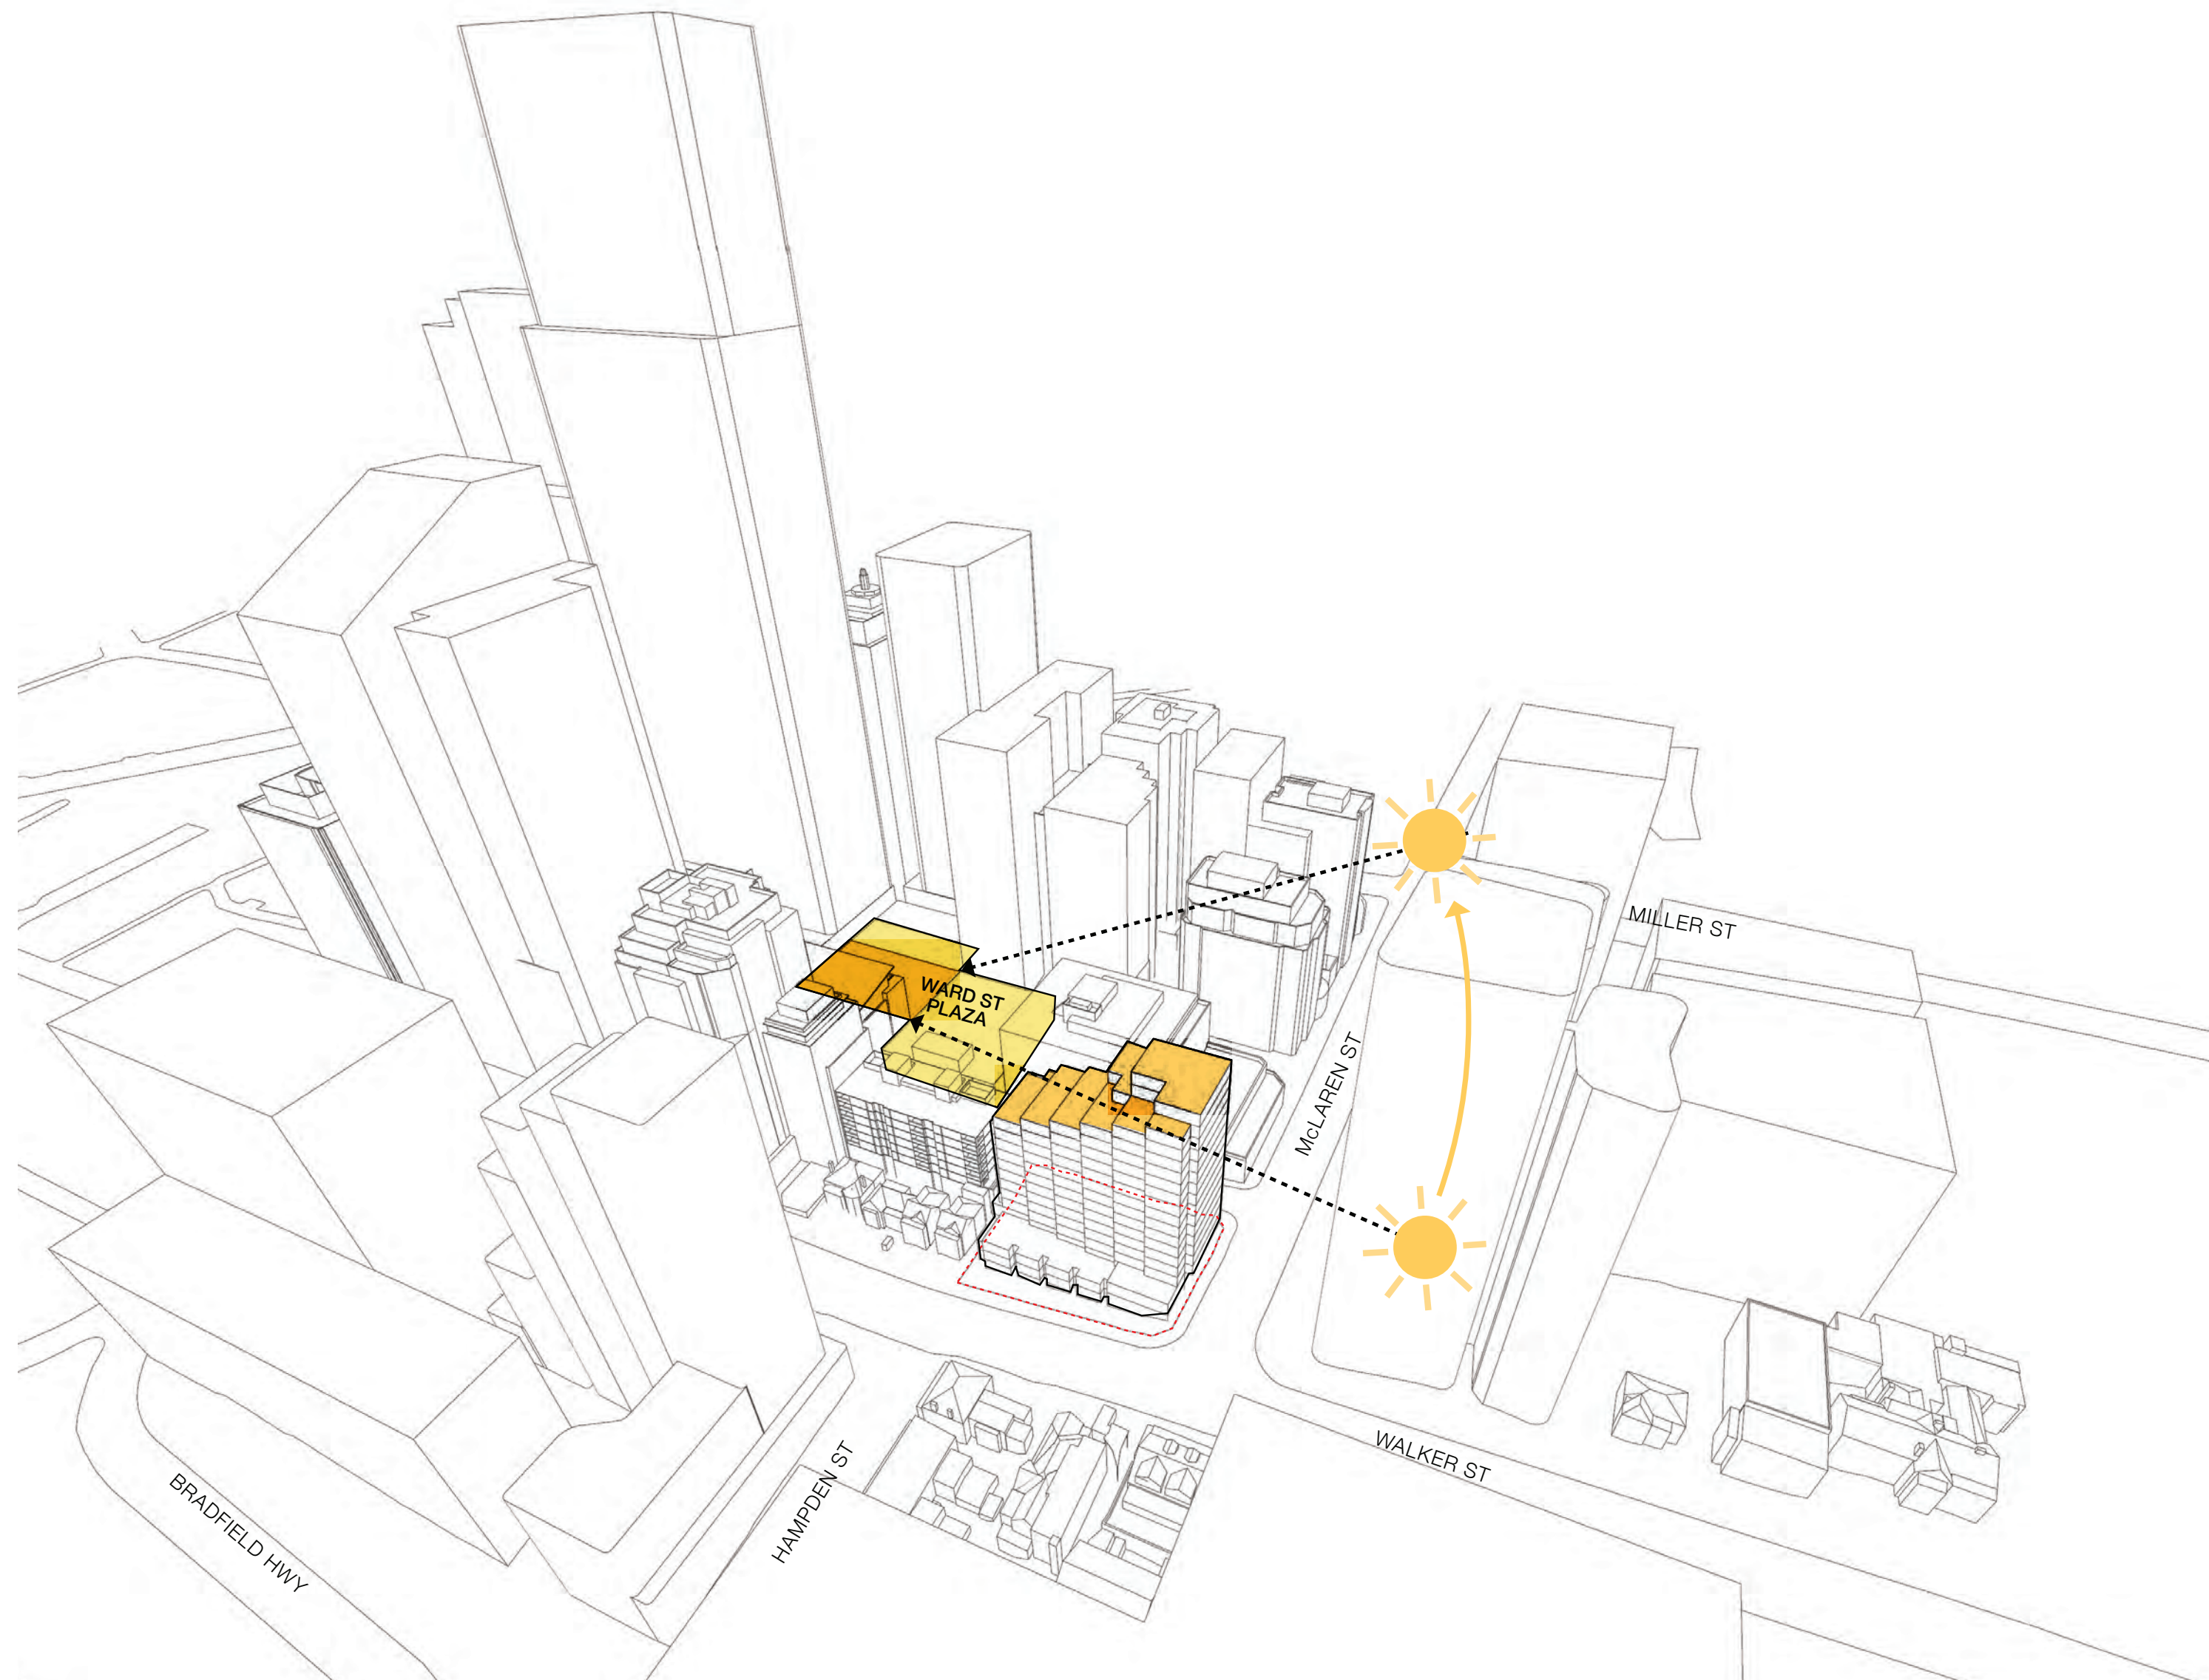 MILLER ST
WARD ST
PLAZA
McLAREN ST
WALKER ST
HAMPDEN ST
BRADFIELD HWY